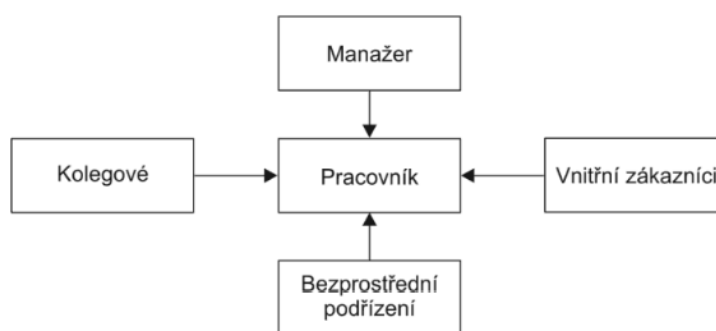 Manažer
Kolegové
Pracovník
Vnitřní zákazníci
Bezprostřední
podřízení